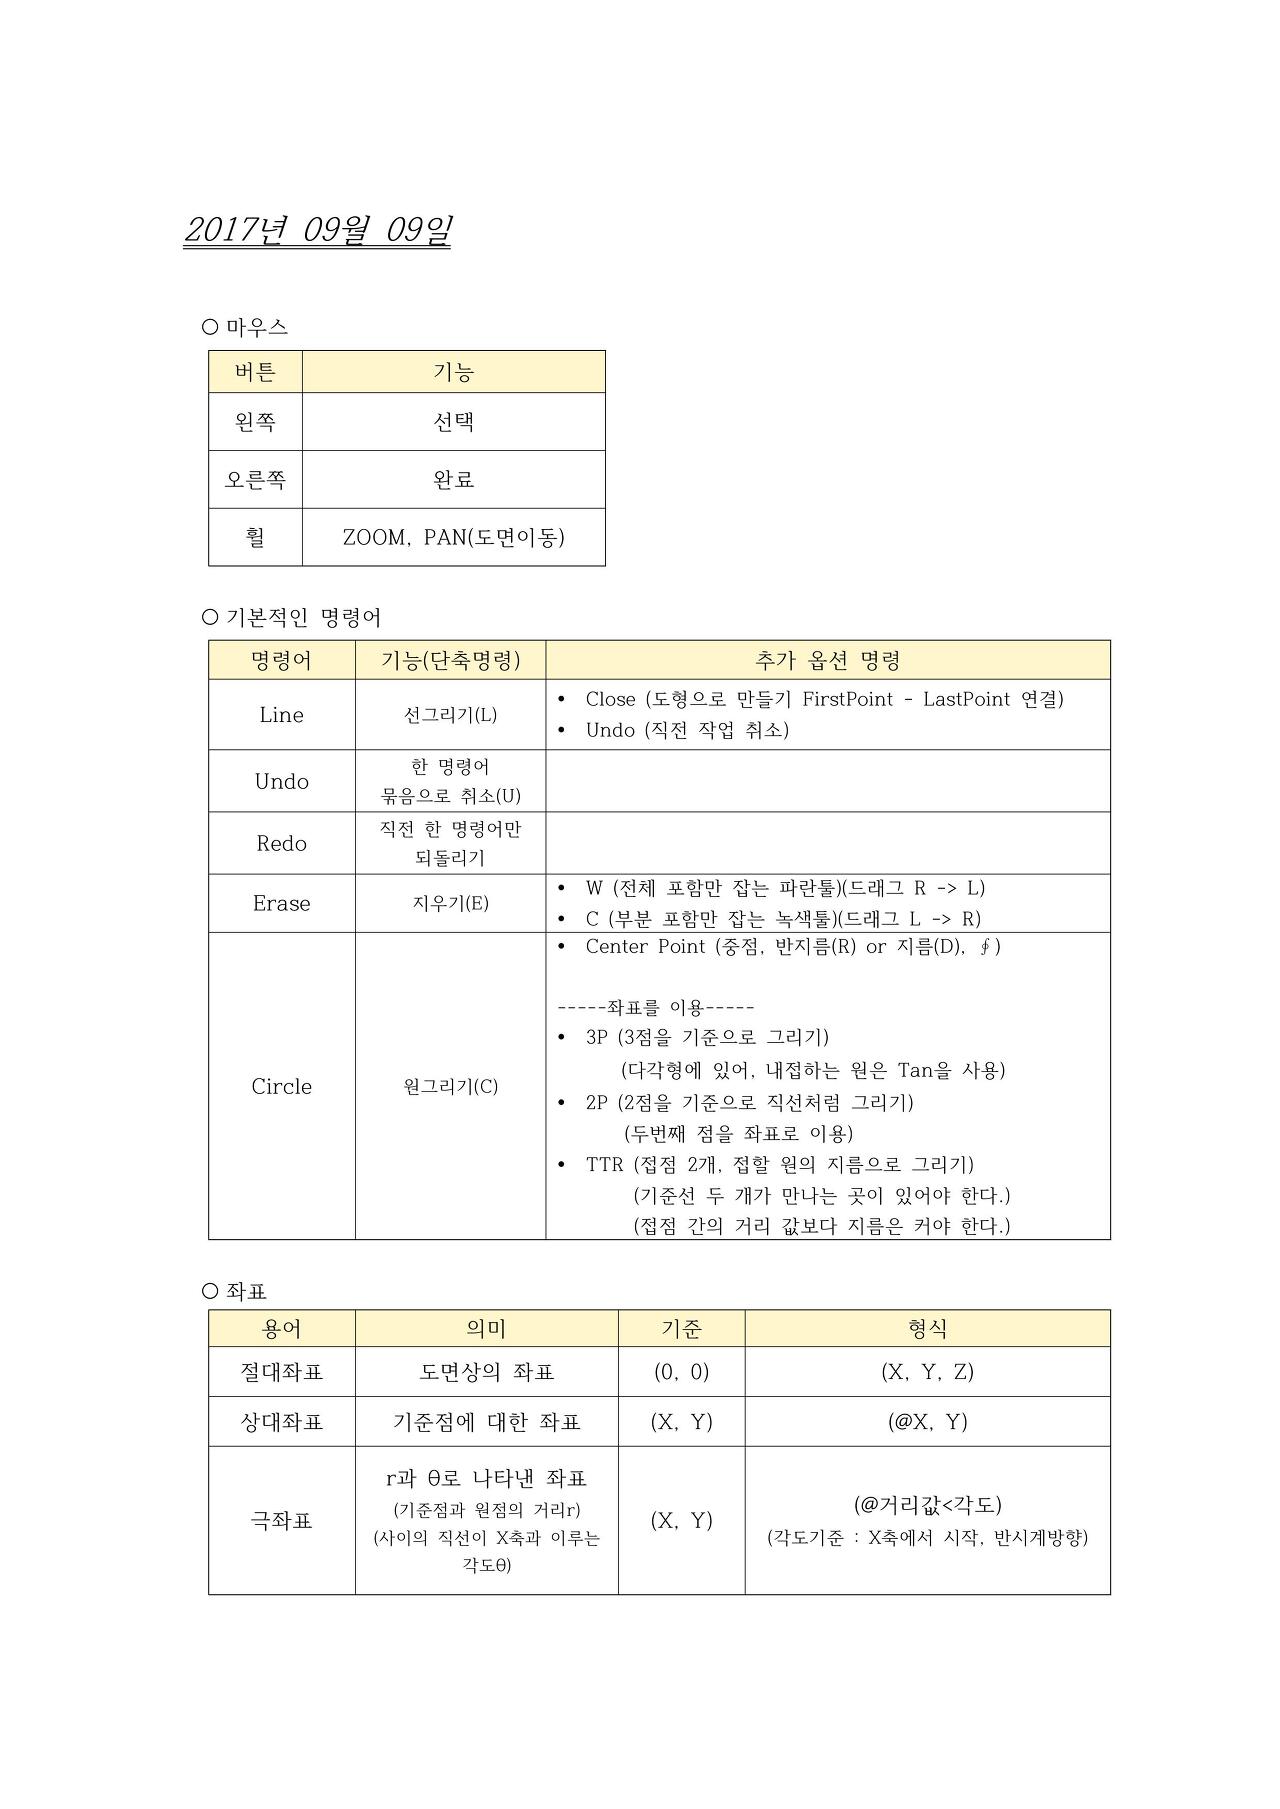 2017년 09월 09일
○ 마우스
버튼 기능
왼쪽 선택
오른쪽 완료
휠 ZOOM, PAN(도면이동)
○ 기본적인 명령어
명령어 기능(단축명령) 추가 옵션 명령
Line 선그리기(L)
• Close (도형으로 만들기 FirstPoint - LastPoint 연결)
• Undo (직전 작업 취소)
Undo
한 명령어
묶음으로 취소(U)
Redo
직전 한 명령어만
되돌리기
Erase 지우기(E)
• W (전체 포함만 잡는 파란툴)(드래그 R -> L)
• C (부분 포함만 잡는 녹색툴)(드래그 L -> R)
Circle 원그리기(C)
• Center Point (중점, 반지름(R) or 지름(D), ∮)
-----좌표를 이용-----
• 3P (3점을 기준으로 그리기)
(다각형에 있어, 내접하는 원은 Tan을 사용)
• 2P (2점을 기준으로 직선처럼 그리기)
(두번째 점을 좌표로 이용)
• TTR (접점 2개, 접할 원의 지름으로 그리기)
(기준선 두 개가 만나는 곳이 있어야 한다.)
(접점 간의 거리 값보다 지름은 커야 한다.)
○ 좌표
용어 의미 기준 형식
절대좌표 도면상의 좌표 (0, 0) (X, Y, Z)
상대좌표 기준점에 대한 좌표 (X, Y) (@X, Y)
극좌표
r과 θ로 나타낸 좌표
(기준점과 원점의 거리r)
(사이의 직선이 X축과 이루는
각도θ)
(X, Y)
(@거리값<각도)
(각도기준 : X축에서 시작, 반시계방향)